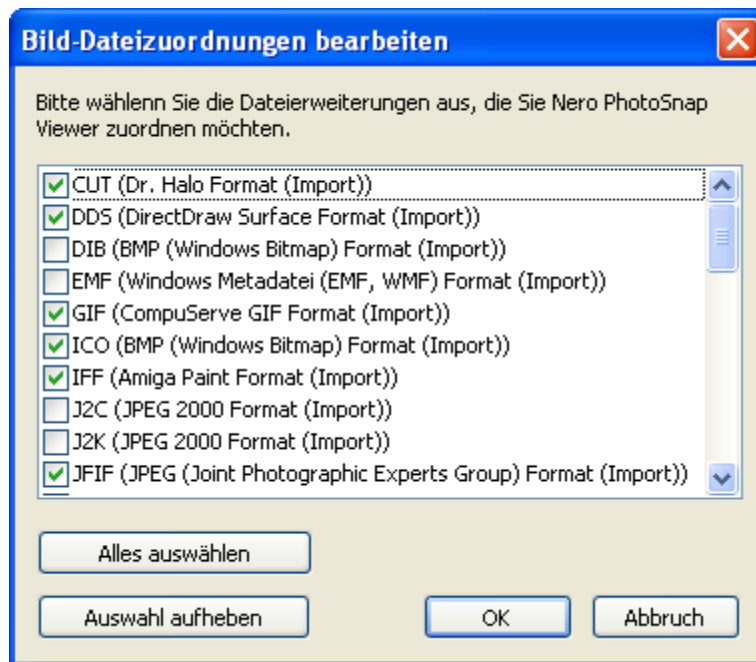 Bild-Dateizuordnungen bearbeiten
Bitte wählenn Sie die Dateierweiterungen aus, die Sie Nero PhotoSnap
Viewer zuordnen möchten.
CUT (Dr. Halo Format (Import))
DDS (DirectDraw Surface Format (Import))
DIB (BMP (Windows Bitmap) Format (Import))
EMF (Windows Metadatei (EMF, WMF) Format (Import))
GIF (CompuServe GIF Format (Import))
ICO (BMP (Windows Bitmap) Format (Import))
IFF (Amiga Paint Format (Import))
J2C (JPEG 2000 Format (Import))
J2K (JPEG 2000 Format (Import))
JFIF (JPEG (Joint Photographic Experts Group) Format (Import))
Alles auswählen
Auswahl aufheben
OK
Abbruch